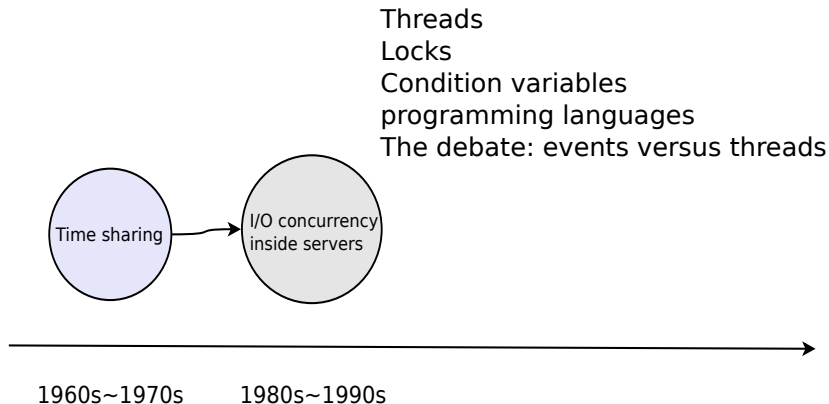 Threads
Locks
Condition variables
programming languages
The debate: events versus threads
Time sharing
I/O concurrency
inside servers
1960s~1970s
1980s~1990s